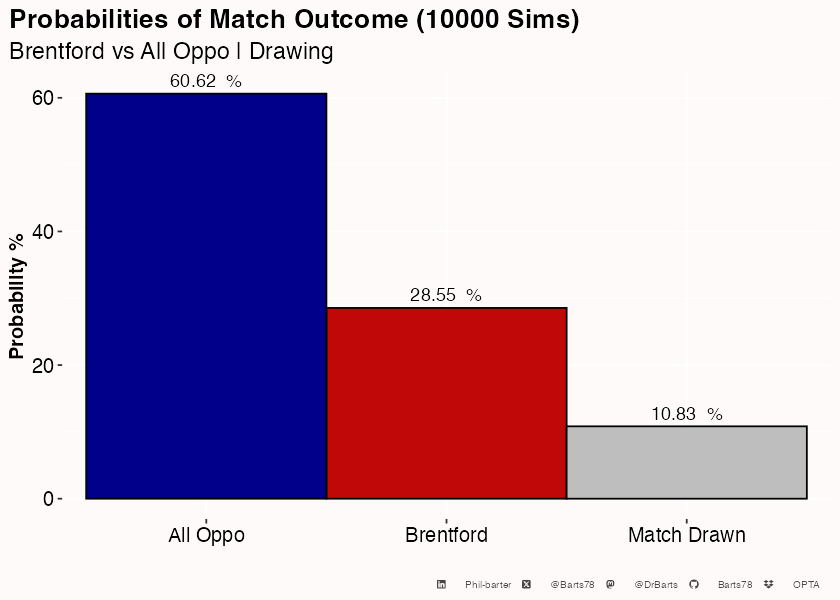 Probabilities of Match Outcome (10000 Sims)
Brentford vs All Oppo | Drawing
60.62 %
60
40
28.55 %
Probability %
20
10.83 %
0
All Oppo Brentford Match Drawn
Phil-barter @Barts78 @DrBarts Barts78 OPTA